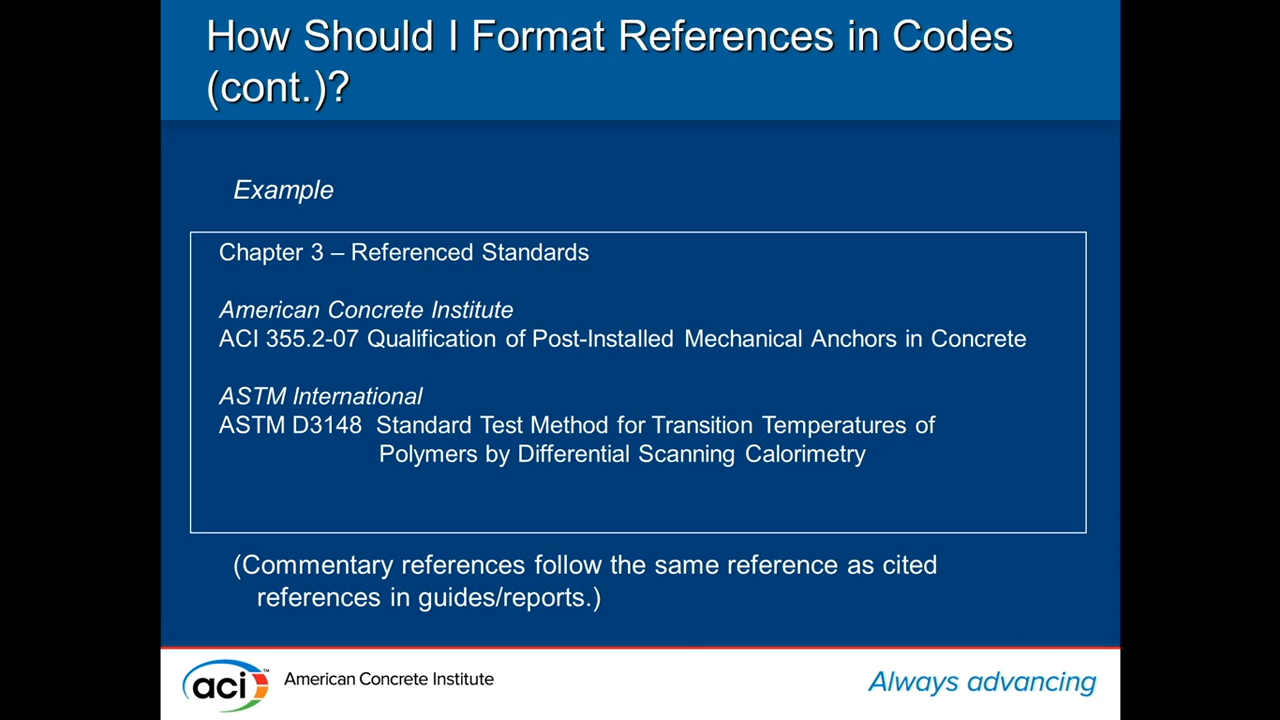 How Should I Format References in Codes
(cont.)?
Example
Chapter 3 – Referenced Standards
American Concrete Institute
ACI 355.2-07 Qualification of Post-Installed Mechanical Anchors in Concrete
ASTM International
ASTM D3148 Standard Test Method for Transition Temperatures of
Polymers by Differential Scanning Calorimetry
(Commentary references follow the same reference as cited
references in guides/reports.)
aci™ American Concrete Institute
Always advancing